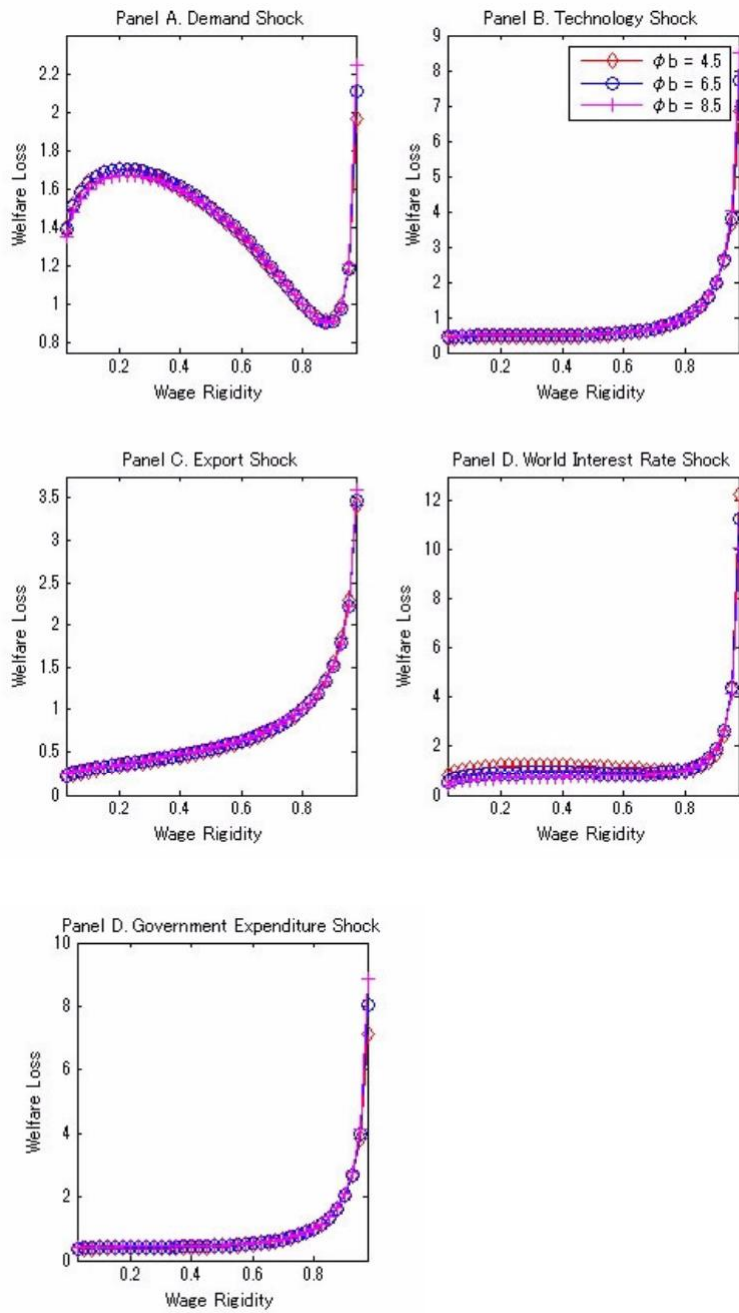 Panel A. Demand Shock
2.2
2
1.8
1.6
1.4
1.2
1
0.8
Welfare Loss
0.2 0.4 0.6 0.8
Wage Rigidity
Panel B. Technology Shock
9
8
7
6
5
4
3
2
1
0
Welfare Loss
ϕb = 4.5
ϕb = 6.5
ϕb = 8.5
0.2 0.4 0.6 0.8
Wage Rigidity
Panel C. Export Shock
3.5
3
2.5
2
1.5
1
0.5
0
Welfare Loss
0.2 0.4 0.6 0.8
Wage Rigidity
Panel D. World Interest Rate Shock
12
10
8
6
4
2
0
Welfare Loss
0.2 0.4 0.6 0.8
Wage Rigidity
Panel D. Government Expenditure Shock
10
8
6
4
2
0
Welfare Loss
0.2 0.4 0.6 0.8
Wage Rigidity